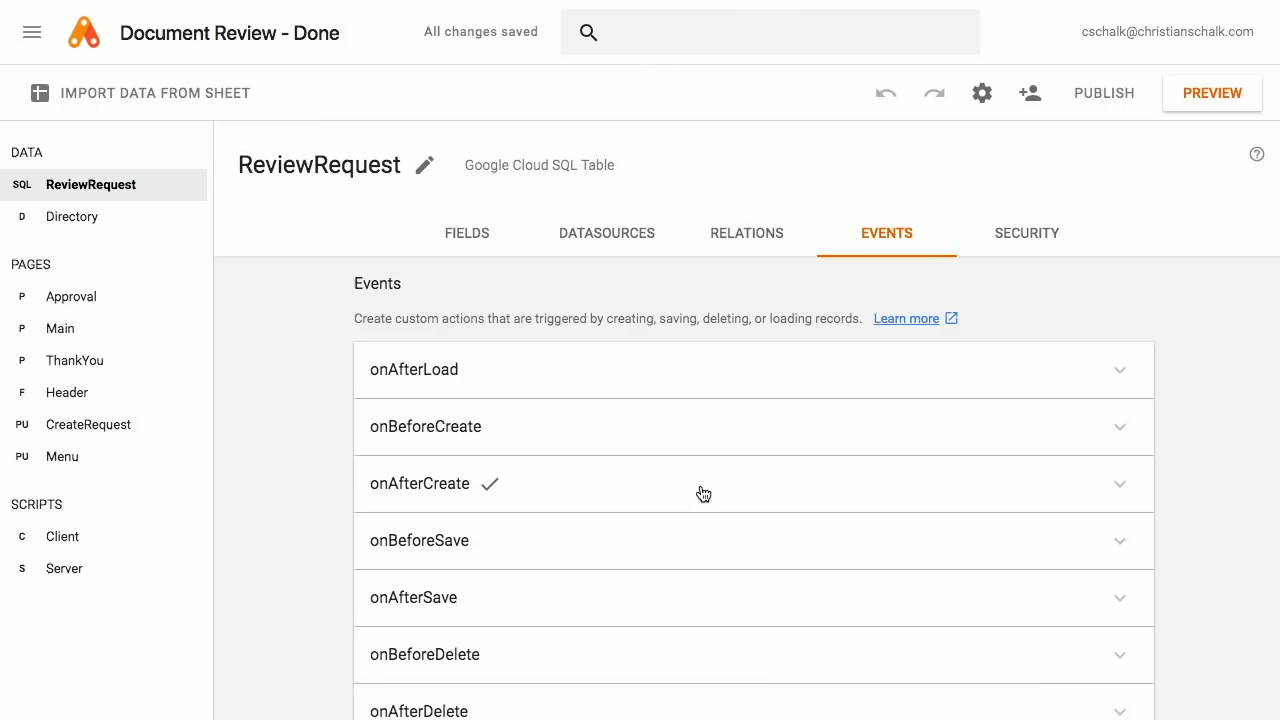 Document Review - Done
All changes saved
cschalk@christianschalk.com
IMPORT DATA FROM SHEET
PUBLISH
PREVIEW
DATA
SQL ReviewRequest
D Directory
PAGES
P Approval
P Main
P ThankYou
F Header
PU CreateRequest
PU Menu
SCRIPTS
C Client
S Server
ReviewRequest
Google Cloud SQL Table
FIELDS
DATASOURCES
RELATIONS
EVENTS
SECURITY
Events
Create custom actions that are triggered by creating, saving, deleting, or loading records. Learn more
onAfterLoad
onBeforeCreate
onAfterCreate
onBeforeSave
onAfterSave
onBeforeDelete
onAfterDelete